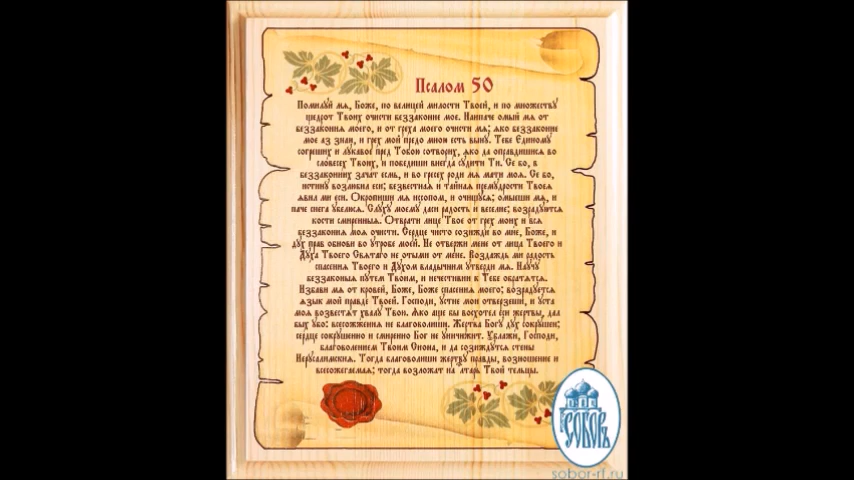 Псалом 50
Помилуй мя, Боже, по велицей милости Твоей, и по множеству
щедрот Твоих очисти беззаконие мое. Наипаче омый мя от
беззакония моего, и от греха моего очисти мя; яко беззаконие
мое аз знаю, и грех мой предо мною есть выну. Тебе Единому
согреших и лукавое пред Тобою сотворих, яко да оправдишися во
словесех Твоих, и победиши внегда судити Ти. Се бо, в
беззакониих зачат есмь, и во гресех роди мя мати моя. Се бо,
истину возлюбил еси; безвестная и тайная премудрости Твоея
явил ми еси. Окропиши мя иссопом, и очищуся; омыеши мя, и
паче снега убелюся. Слуху моему даси радость и веселие; возрадуются
кости смиренныя. Отврати лице Твое от грех моих и вся
беззакония моя очисти. Сердце чисто созижди во мне, Боже, и
дух прав обнови во утробе моей. Не отвержи мене от лица Твоего и
Духа Твоего Святаго не отыми от мене. Воздаждь ми радость
спасения Твоего и Духом владычним утверди мя. Научу
беззаконыя путем Твоим, и нечестивии к Тебе обратятся.
Избави мя от кровей, Боже, Боже спасения моего; возрадуется
язык мой правде Твоей. Господи, устне мои отверзеши, и уста
моя возвестят хвалу Твою. Яко аще бы восхотел еси жертвы, дал
бых убо: всесожжения не благоволиши. Жертва Богу дух сокрушен;
сердце сокрушенно и смиренно Бог не уничижит. Ублажи, Господи,
благоволением Твоим Сиона, и да созиждутся стены
Иерусалимския. Тогда благоволиши жертву правды, возношение и
всесожегаемая; тогда возложат на алтарь Твой тельцы.
СОБОРЪ
sobor-rf.ru